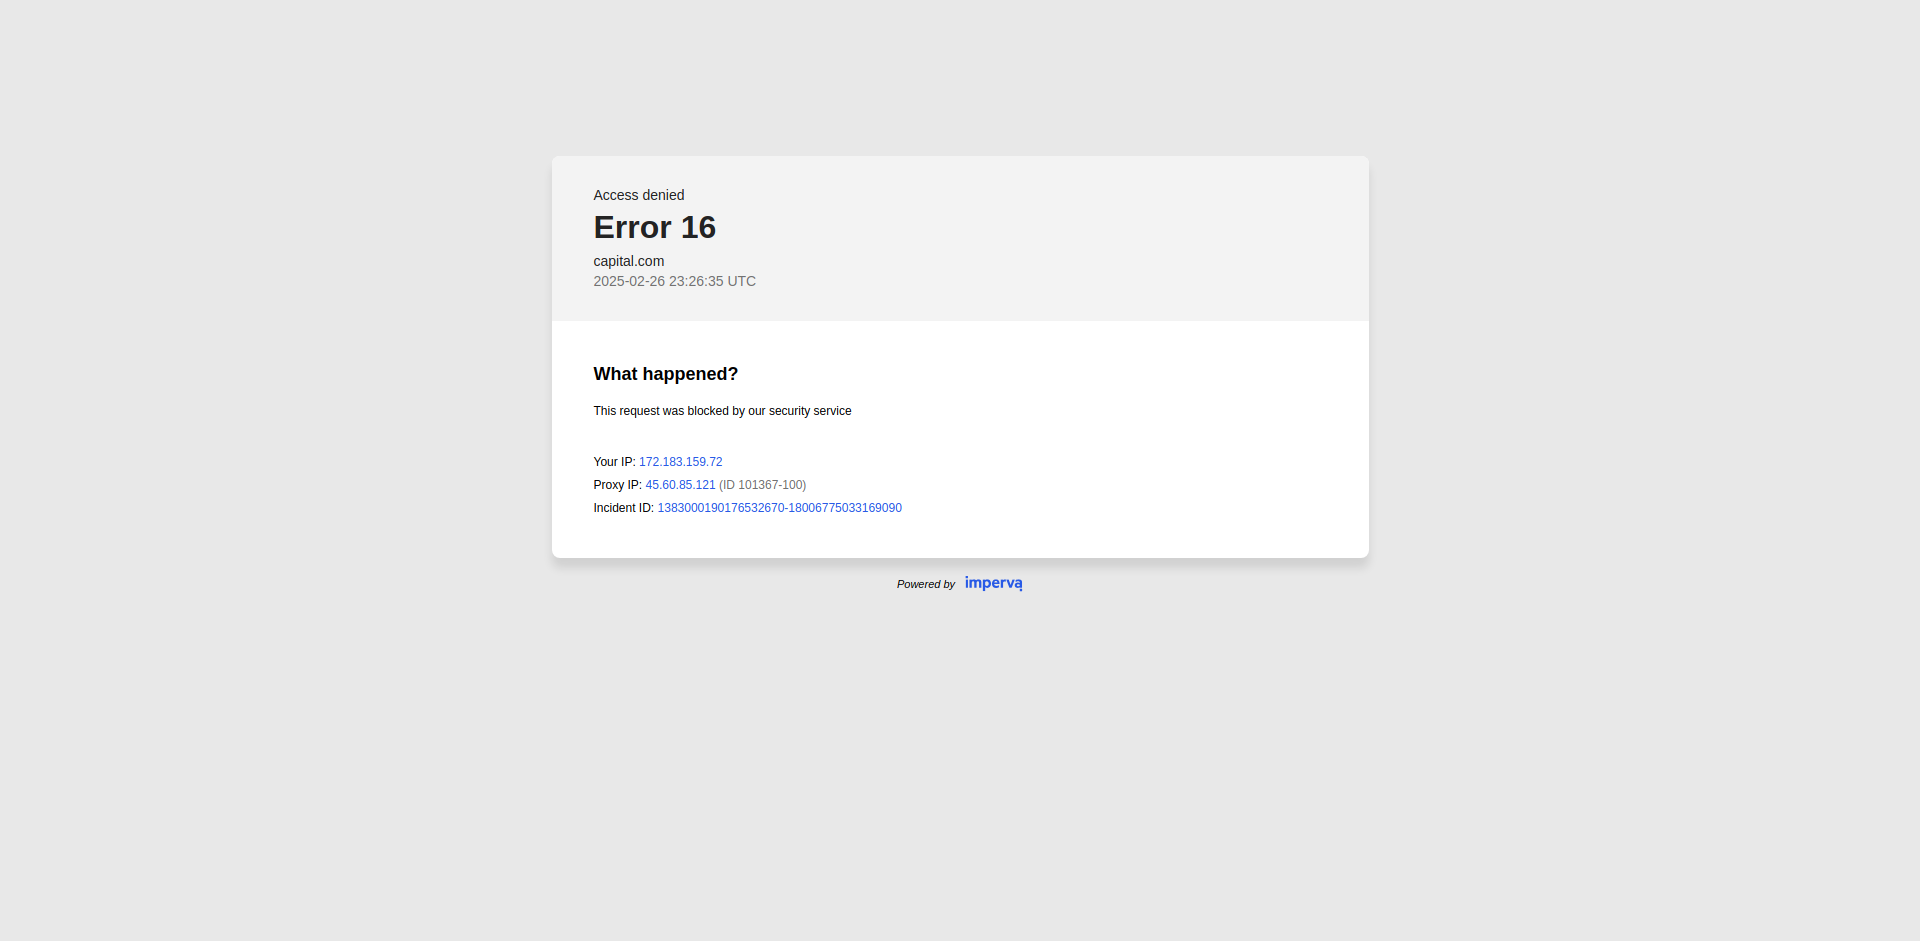 Access denied
Error 16
capital.com
2025-02-26 23:26:35 UTC
What happened?
This request was blocked by our security service
Your IP: 172.183.159.72
Proxy IP: 45.60.85.121 (ID 101367-100)
Incident ID: 1383000190176532670-18006775033169090
Powered by imperva